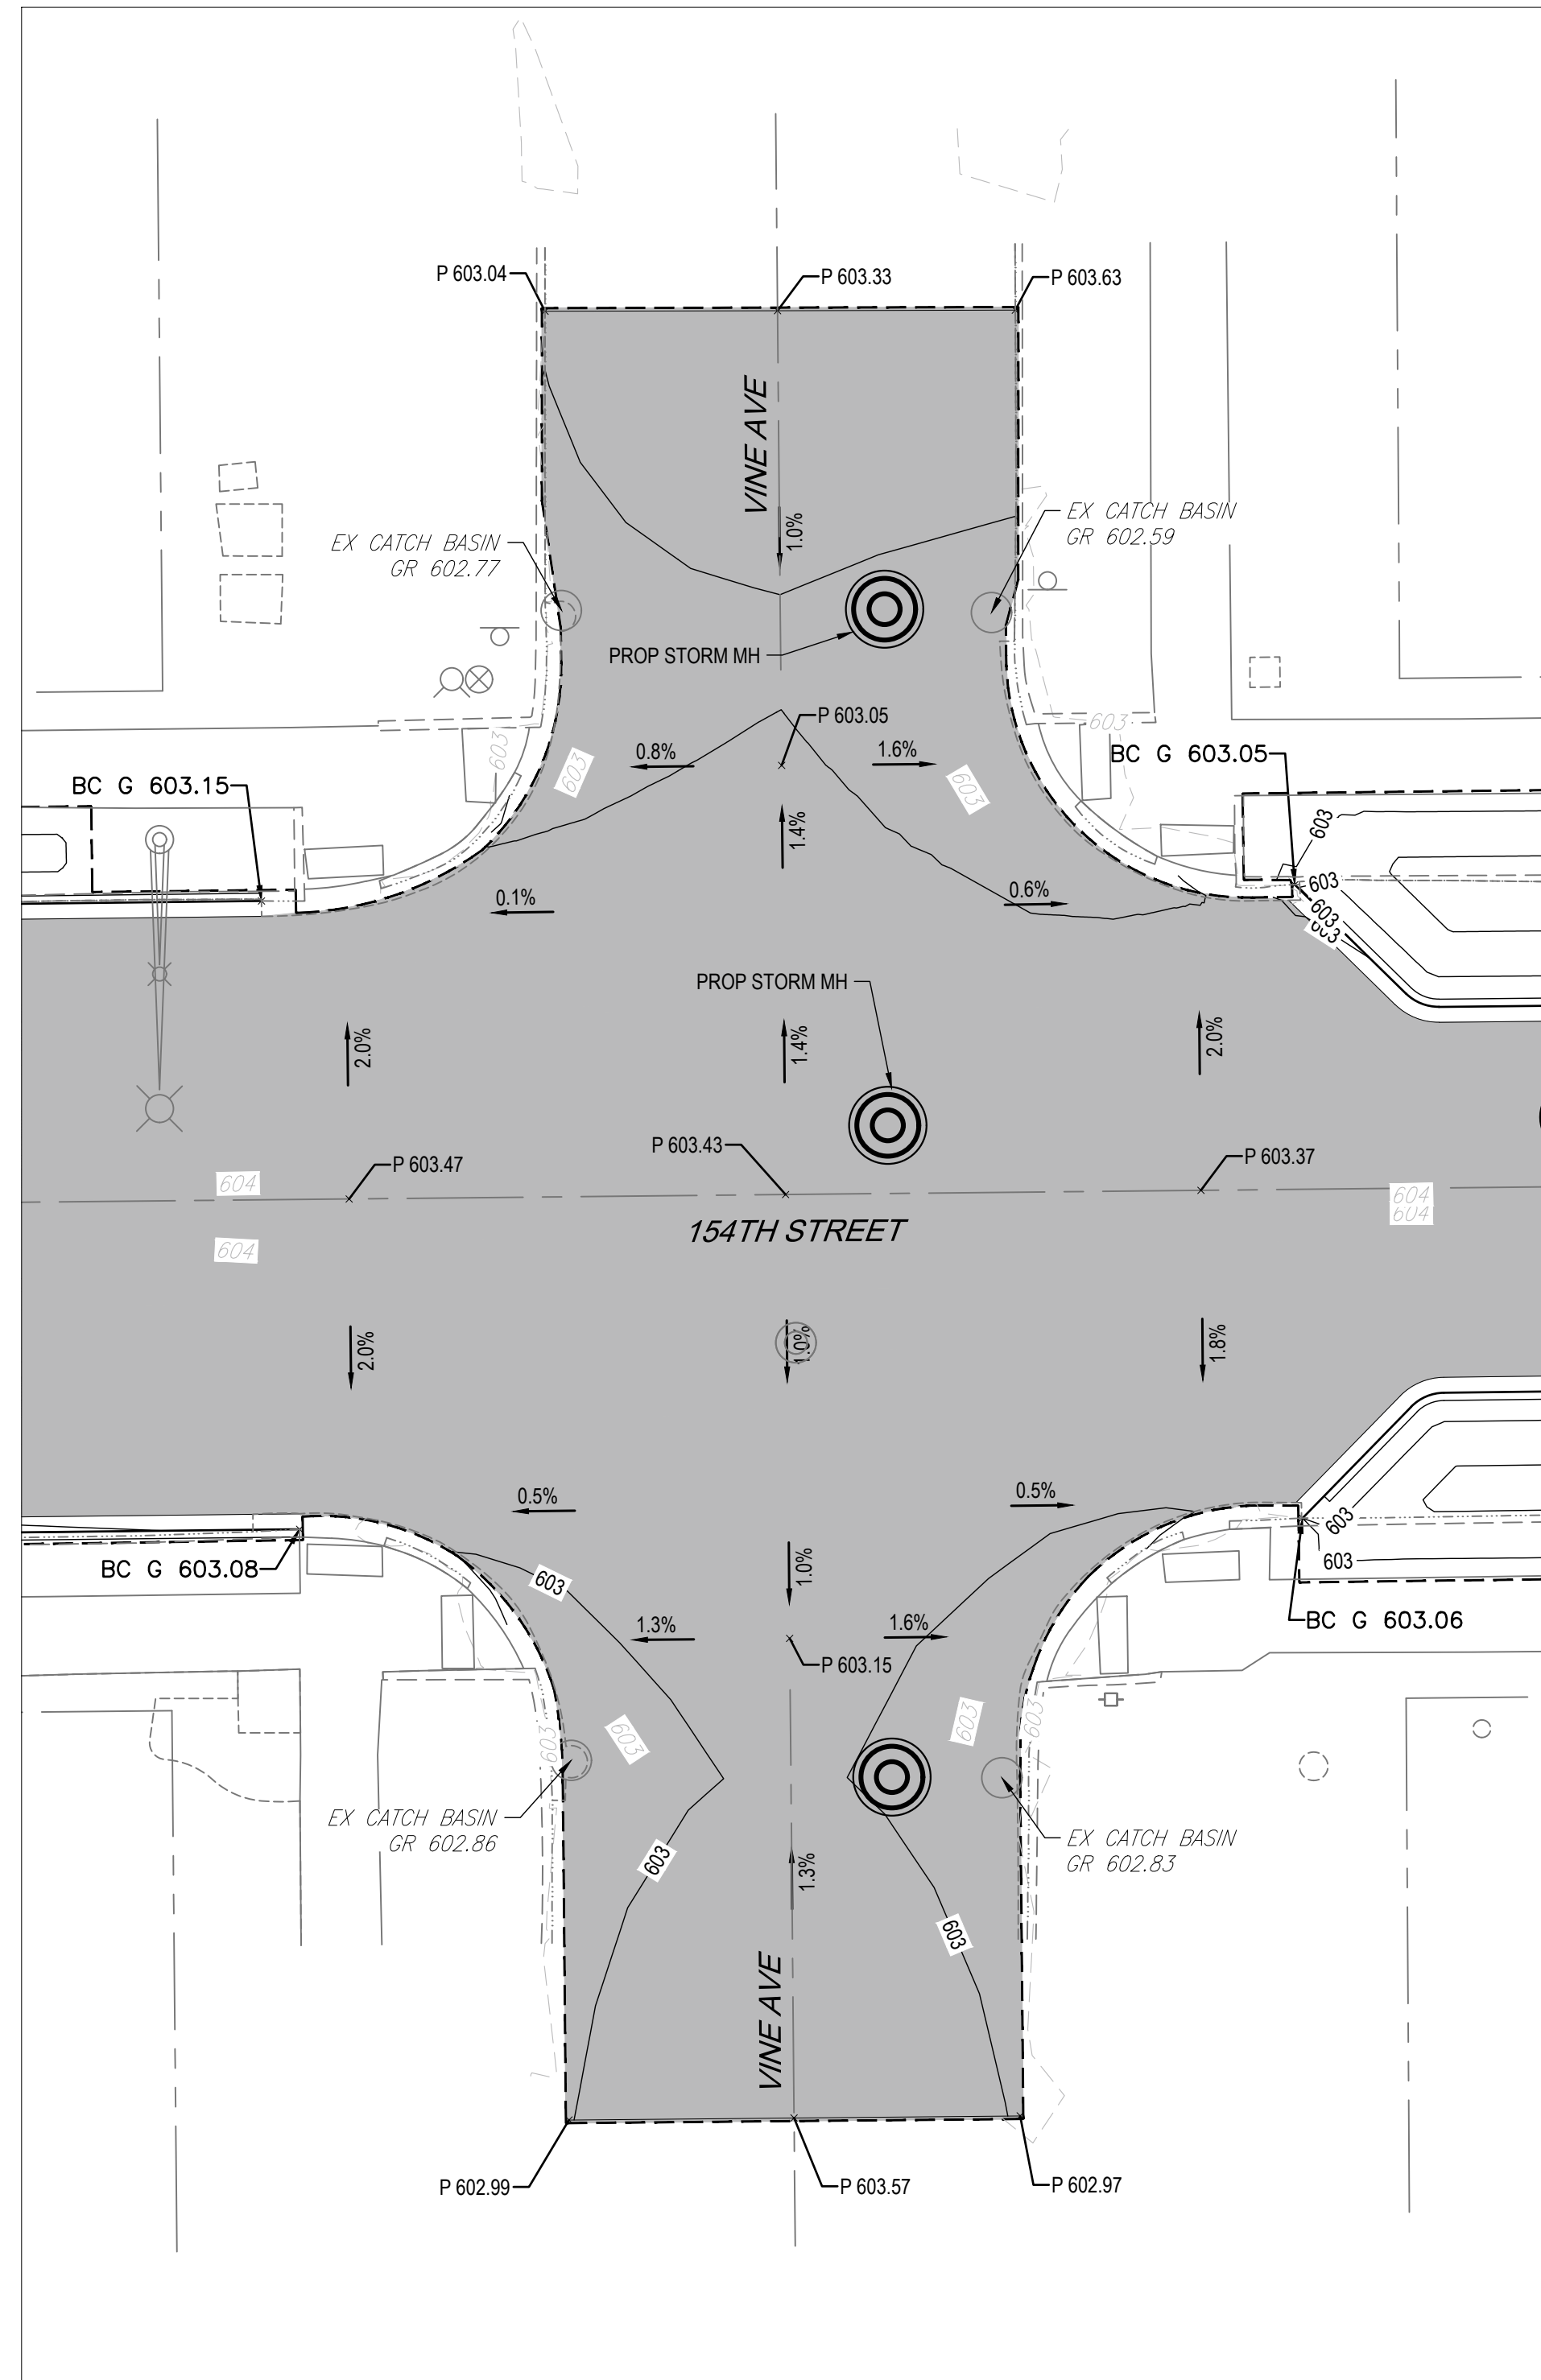 P 603.04
P 603.33
P 603.63
VINE AVE
1.0%
EX CATCH BASIN
GR 602.77
EX CATCH BASIN
GR 602.59
PROP STORM MH
P 603.05
603
603
603
603
0.8%
1.6%
BC G 603.15
BC G 603.05
1.4%
603
603
603
603
0.1%
0.6%
PROP STORM MH
2.0%
1.4%
2.0%
P 603.47
P 603.43
P 603.37
604
604
604
154TH STREET
604
2.0%
1.0%
1.8%
0.5%
0.5%
603
603
BC G 603.08
603
1.0%
BC G 603.06
1.3%
1.6%
P 603.15
603
603
603
603
EX CATCH BASIN
GR 602.86
EX CATCH BASIN
GR 602.83
603
1.3%
603
VINE AVE
P 602.99
P 603.57
P 602.97